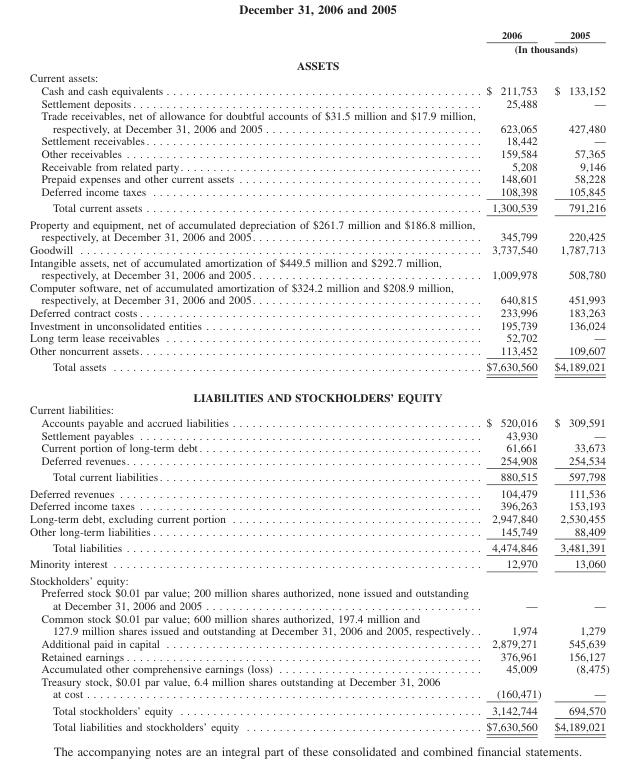 December 31, 2006 and 2005
2006 2005
(In thousands)
ASSETS
Current assets:
Cash and cash equivalents . . . . . . . . . . $ 211,753 $ 133,152
Settlement deposits . . . . . . . . . . 25,488 —
Trade receivables, net of allowance for doubtful accounts of $31.5 million and $17.9 million,
respectively, at December 31, 2006 and 2005 . . . . . . . . . . 623,065 427,480
Settlement receivables . . . . . . . . . . 18,442 —
Other receivables . . . . . . . . . . 159,584 57,365
Receivable from related party . . . . . . . . . . 5,208 9,146
Prepaid expenses and other current assets . . . . . . . . . . 148,601 58,228
Deferred income taxes . . . . . . . . . . 108,398 105,845
Total current assets . . . . . . . . . . 1,300,539 791,216
Property and equipment, net of accumulated depreciation of $261.7 million and $186.8 million,
respectively, at December 31, 2006 and 2005 . . . . . . . . . . 345,799 220,425
Goodwill . . . . . . . . . . 3,737,540 1,787,713
Intangible assets, net of accumulated amortization of $449.5 million and $292.7 million,
respectively, at December 31, 2006 and 2005 . . . . . . . . . . 1,009,978 508,780
Computer software, net of accumulated amortization of $324.2 million and $208.9 million,
respectively, at December 31, 2006 and 2005 . . . . . . . . . . 640,815 451,993
Deferred contract costs . . . . . . . . . . 233,996 183,263
Investment in unconsolidated entities . . . . . . . . . . 195,739 136,024
Long term lease receivables . . . . . . . . . . 52,702 —
Other noncurrent assets . . . . . . . . . . 113,452 109,607
Total assets . . . . . . . . . . $7,630,560 $4,189,021
LIABILITIES AND STOCKHOLDERS' EQUITY
Current liabilities:
Accounts payable and accrued liabilities . . . . . . . . . . $ 520,016 $ 309,591
Settlement payables . . . . . . . . . . 43,930 —
Current portion of long-term debt . . . . . . . . . . 61,661 33,673
Deferred revenues . . . . . . . . . . 254,908 254,534
Total current liabilities . . . . . . . . . . 880,515 597,798
Deferred revenues . . . . . . . . . . 104,479 111,536
Deferred income taxes . . . . . . . . . . 396,263 153,193
Long-term debt, excluding current portion . . . . . . . . . . 2,947,840 2,530,455
Other long-term liabilities . . . . . . . . . . 145,749 88,409
Total liabilities . . . . . . . . . . 4,474,846 3,481,391
Minority interest . . . . . . . . . . 12,970 13,060
Stockholders' equity:
Preferred stock $0.01 par value; 200 million shares authorized, none issued and outstanding
at December 31, 2006 and 2005 . . . . . . . . . . — —
Common stock $0.01 par value; 600 million shares authorized, 197.4 million and
127.9 million shares issued and outstanding at December 31, 2006 and 2005, respectively . . 1,974 1,279
Additional paid in capital . . . . . . . . . . 2,879,271 545,639
Retained earnings . . . . . . . . . . 376,961 156,127
Accumulated other comprehensive earnings (loss) . . . . . . . . . . 45,009 (8,475)
Treasury stock, $0.01 par value, 6.4 million shares outstanding at December 31, 2006
at cost . . . . . . . . . . (160,471) —
Total stockholders' equity . . . . . . . . . . 3,142,744 694,570
Total liabilities and stockholders' equity . . . . . . . . . . $7,630,560 $4,189,021
The accompanying notes are an integral part of these consolidated and combined financial statements.